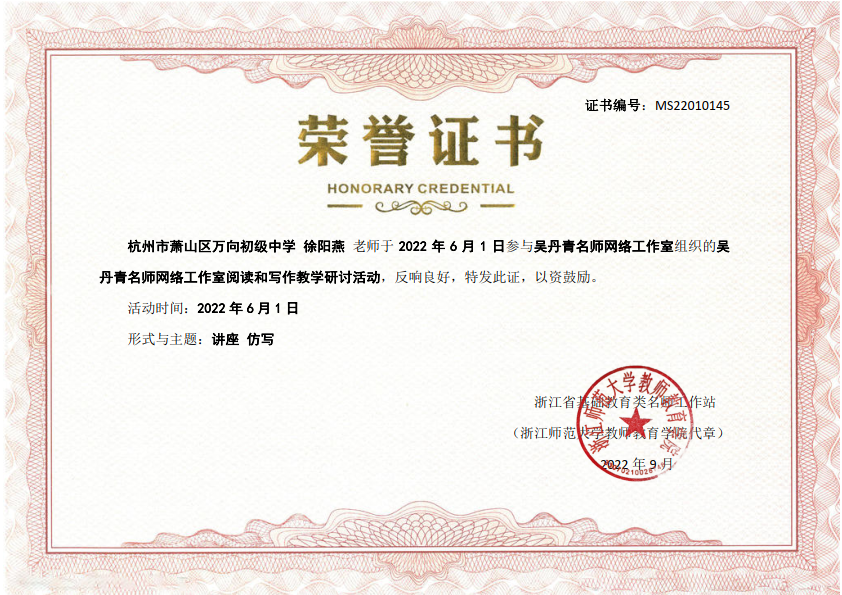 证书编号：MS22010145
荣誉证书
HONORARY CREDENTIAL
杭州市萧山区万向初级中学 徐阳燕 老师于 2022 年 6 月 1 日参与吴丹青名师网络工作室组织的吴
丹青名师网络工作室阅读和写作教学研讨活动，反响良好，特发此证，以资鼓励。
活动时间：2022 年 6 月 1 日
形式与主题：讲座 仿写
浙江省基础教育类名师工作站
（浙江师范大学教师教育学院代章）
2022 年 9 月
浙江师范大学教师教育学院